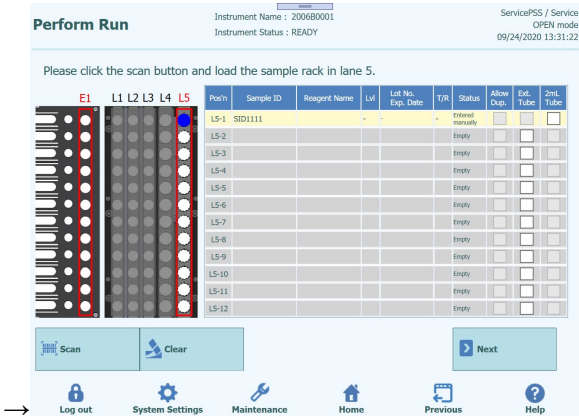 Perform Run
Instrument Name : 2006B0001
Instrument Status : READY
ServicePSS / Service
OPEN mode
09/24/2020 13:31:22
Please click the scan button and load the sample rack in lane 5.
E1 L1 L2 L3 L4 L5
Pos'n Sample ID Reagent Name Lvl Lot No. Exp. Date T/R Status Allow Dup. Ext. Tube 2mL Tube
L5-1 SID1111 - - - Entered manually
L5-2 Empty
L5-3 Empty
L5-4 Empty
L5-5 Empty
L5-6 Empty
L5-7 Empty
L5-8 Empty
L5-9 Empty
L5-10 Empty
L5-11 Empty
L5-12 Empty
Scan Clear Next
Log out System Settings Maintenance Home Previous Help